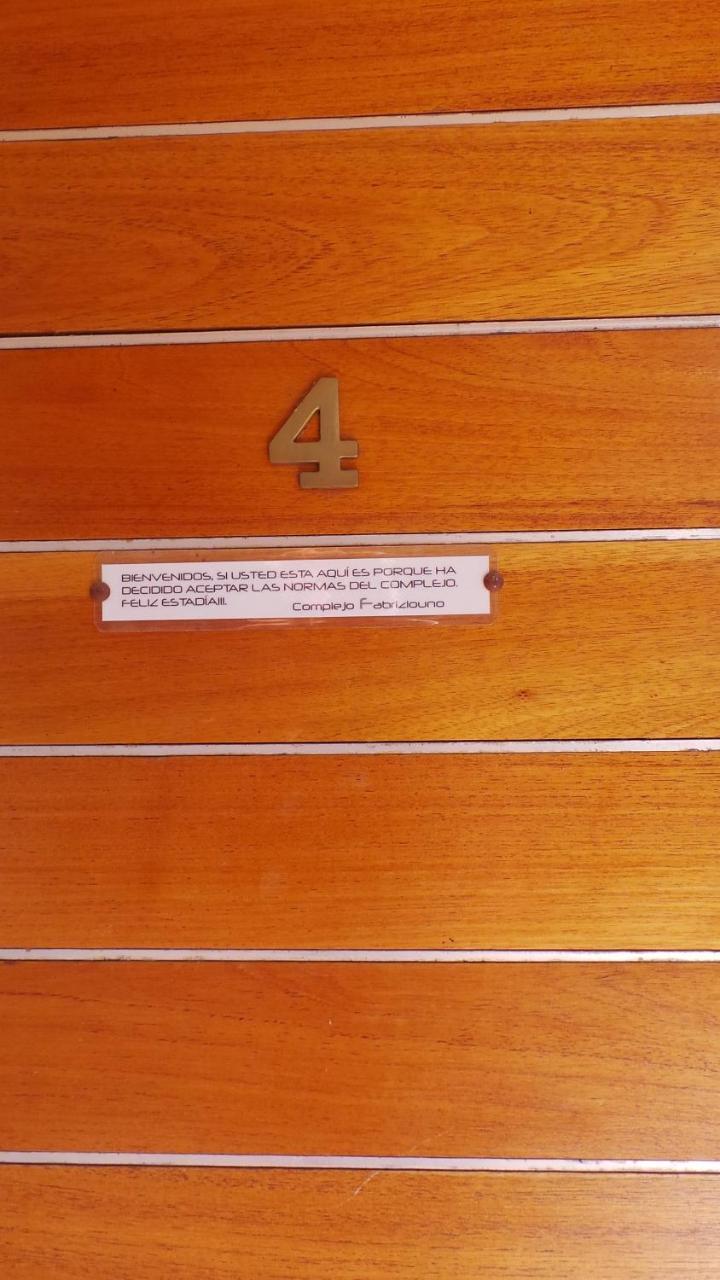 4
BIENVENIDOS, SI USTED ESTA AQUÍ ES PORQUE HA
DECIDIDO ACEPTAR LAS NORMAS DEL COMPLEJO.
FELIZ ESTADÍA!!!. Complejo Fabriziouno